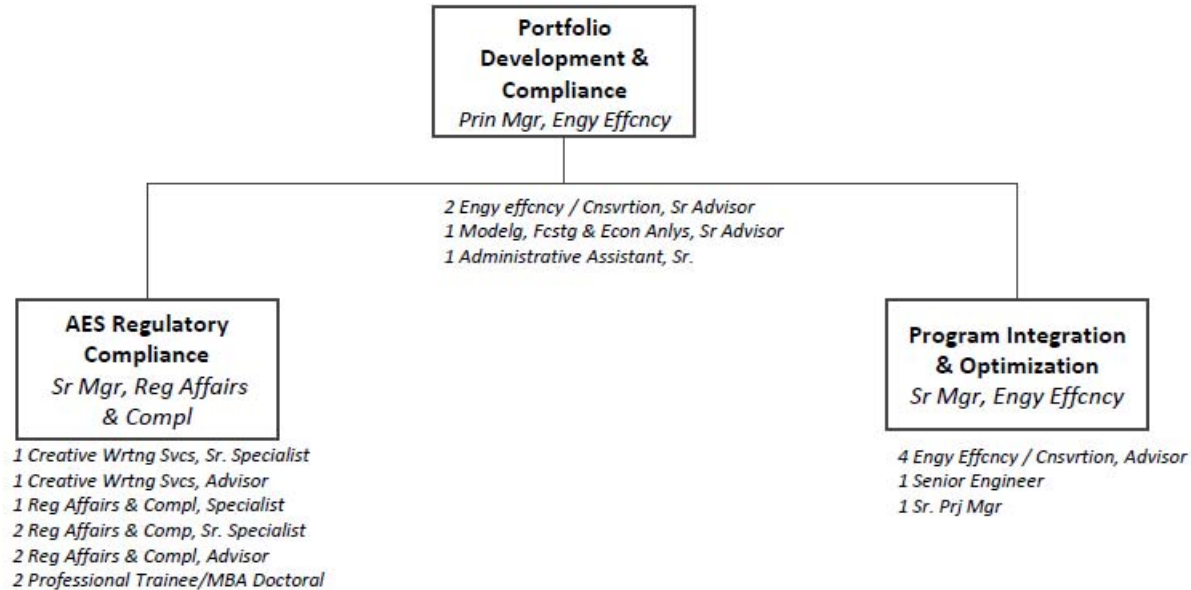 Portfolio
Development &
Compliance
Prin Mgr, Engy Effcncy
2 Engy effcncy / Cnsvrtion, Sr Advisor
1 Modelg, Fcstg & Econ Anlys, Sr Advisor
1 Administrative Assistant, Sr.
AES Regulatory
Compliance
Sr Mgr, Reg Affairs
& Compl
1 Creative Wrtng Svcs, Sr. Specialist
1 Creative Wrtng Svcs, Advisor
1 Reg Affairs & Compl, Specialist
2 Reg Affairs & Comp, Sr. Specialist
2 Reg Affairs & Compl, Advisor
2 Professional Trainee/MBA Doctoral
Program Integration
& Optimization
Sr Mgr, Engy Effcncy
4 Engy Effcncy / Cnsvrtion, Advisor
1 Senior Engineer
1 Sr. Prj Mgr